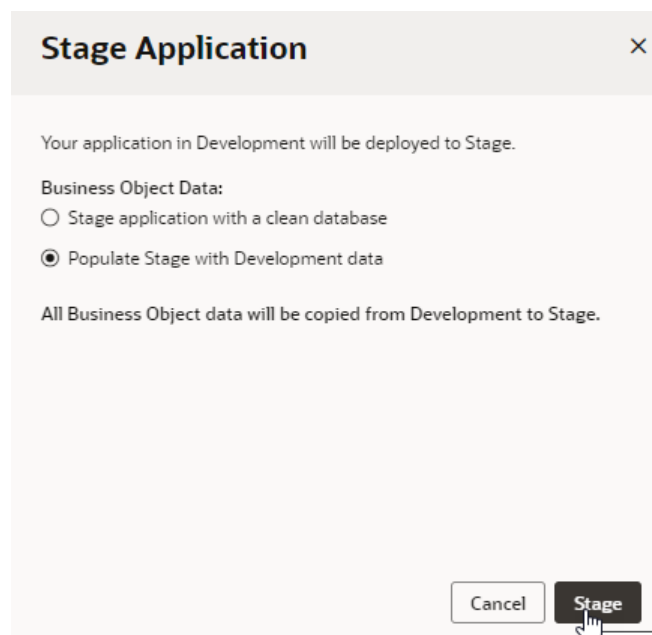 Stage Application
Your application in Development will be deployed to Stage.
Business Object Data:
Stage application with a clean database
Populate Stage with Development data
All Business Object data will be copied from Development to Stage.
Cancel
Stage